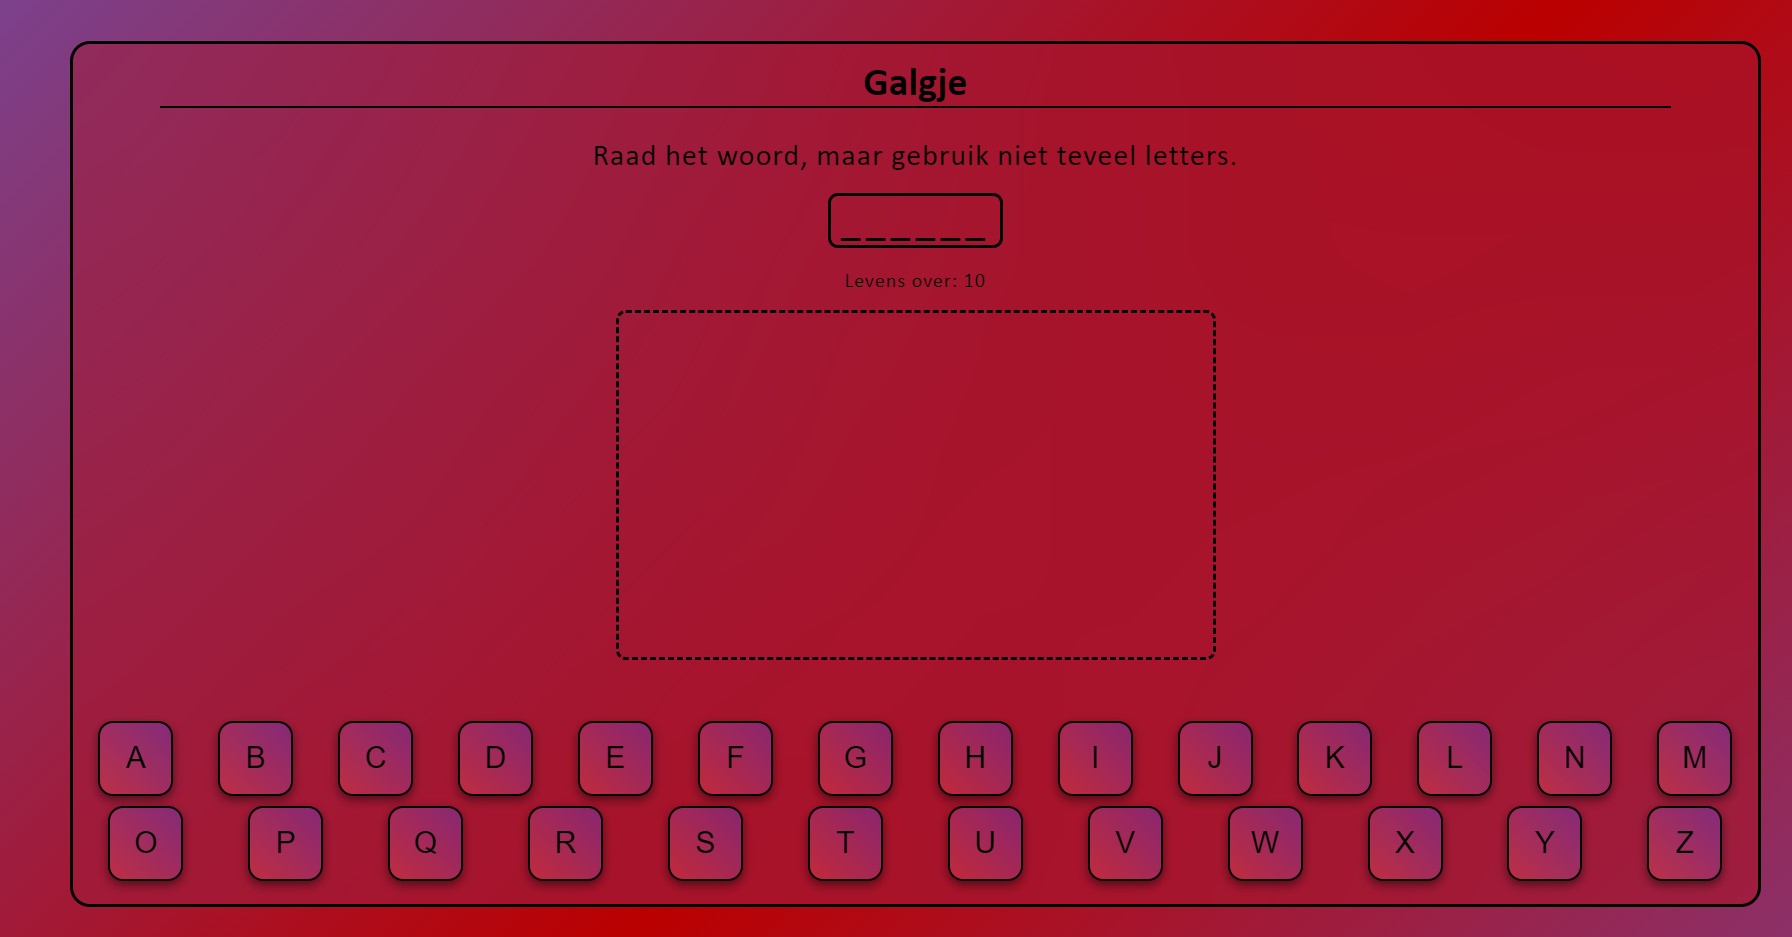 Galgje
Raad het woord, maar gebruik niet teveel letters.
_ _ _ _ _ _
Levens over: 10
A B C D E F G H I J K L N M
O P Q R S T U V W X Y Z